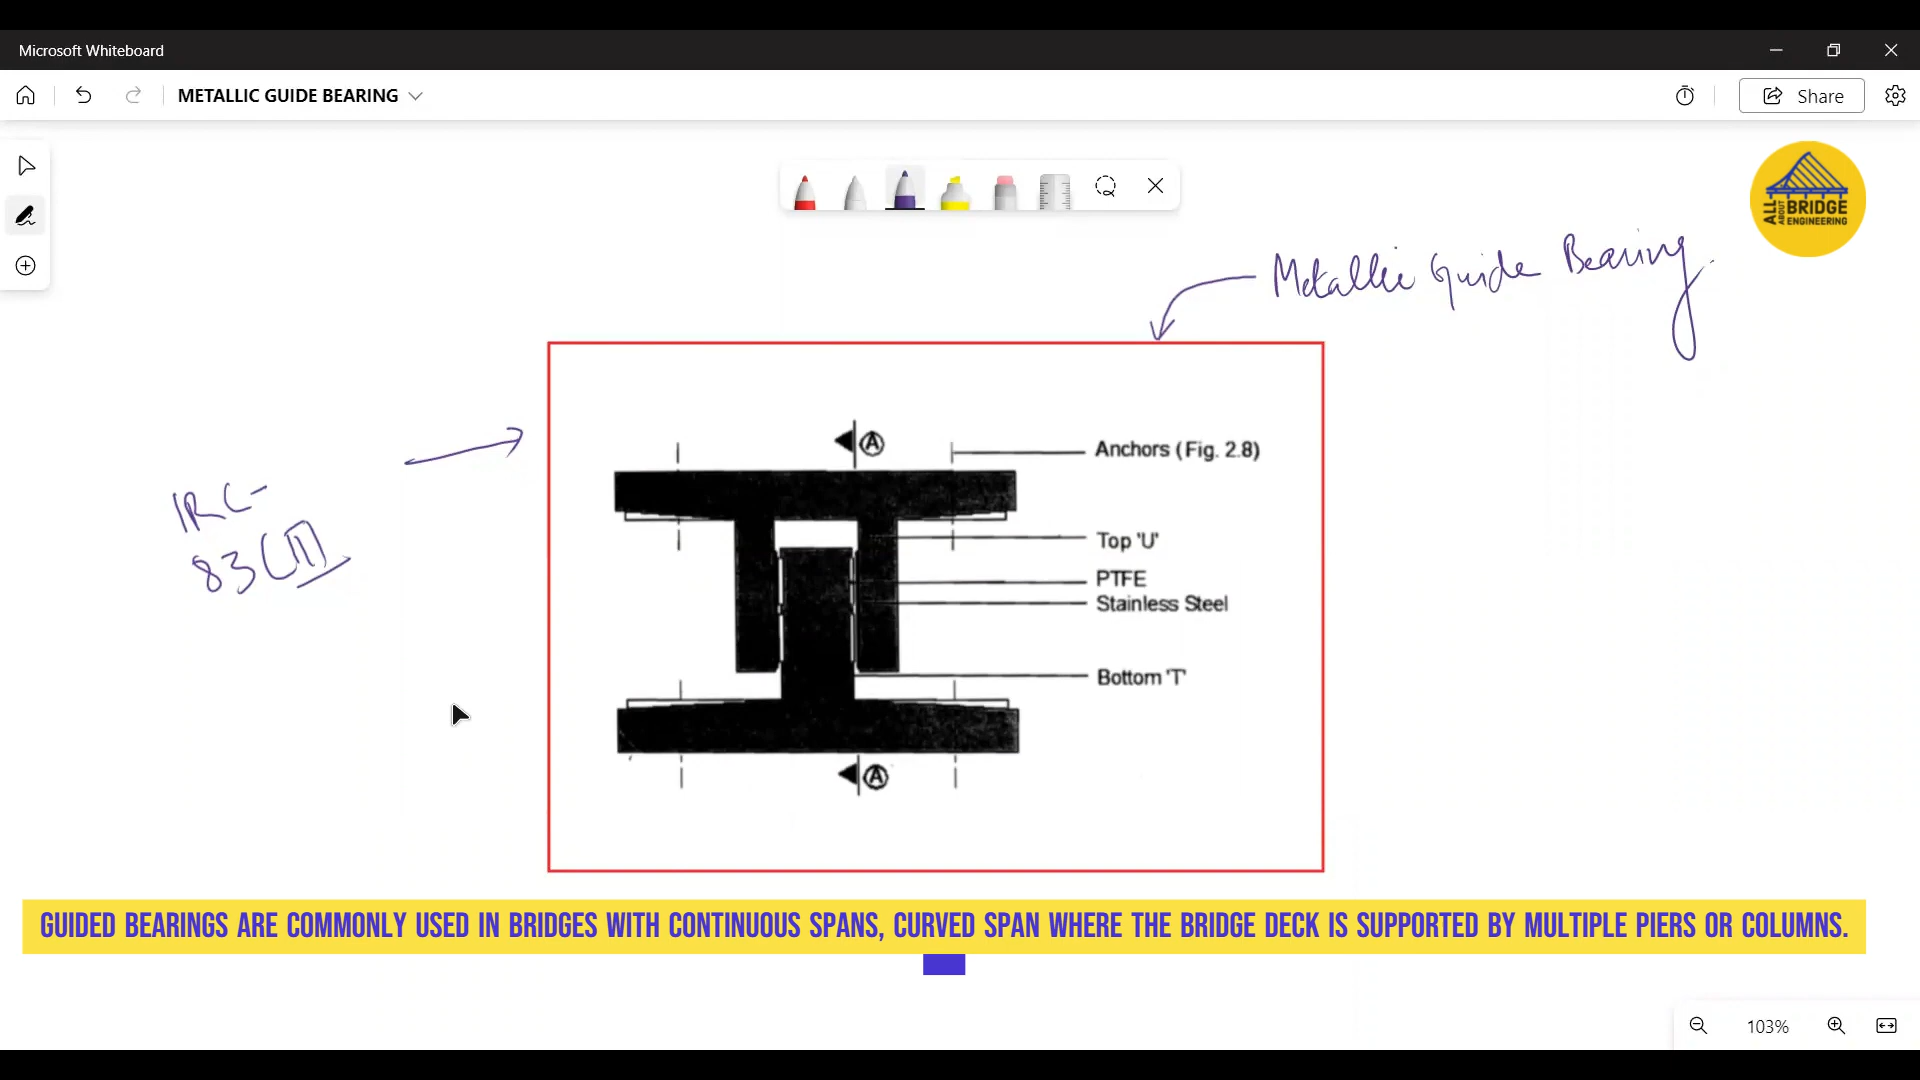 Microsoft Whiteboard
METALLIC GUIDE BEARING
Share
ALL ABOUT BRIDGE ENGINEERING
Metallic Guide Bearing
IRC-
83(II)
A
Anchors (Fig. 2.8)
Top 'U'
PTFE
Stainless Steel
Bottom 'T'
A
GUIDED BEARINGS ARE COMMONLY USED IN BRIDGES WITH CONTINUOUS SPANS, CURVED SPAN WHERE THE BRIDGE DECK IS SUPPORTED BY MULTIPLE PIERS OR COLUMNS.
103%